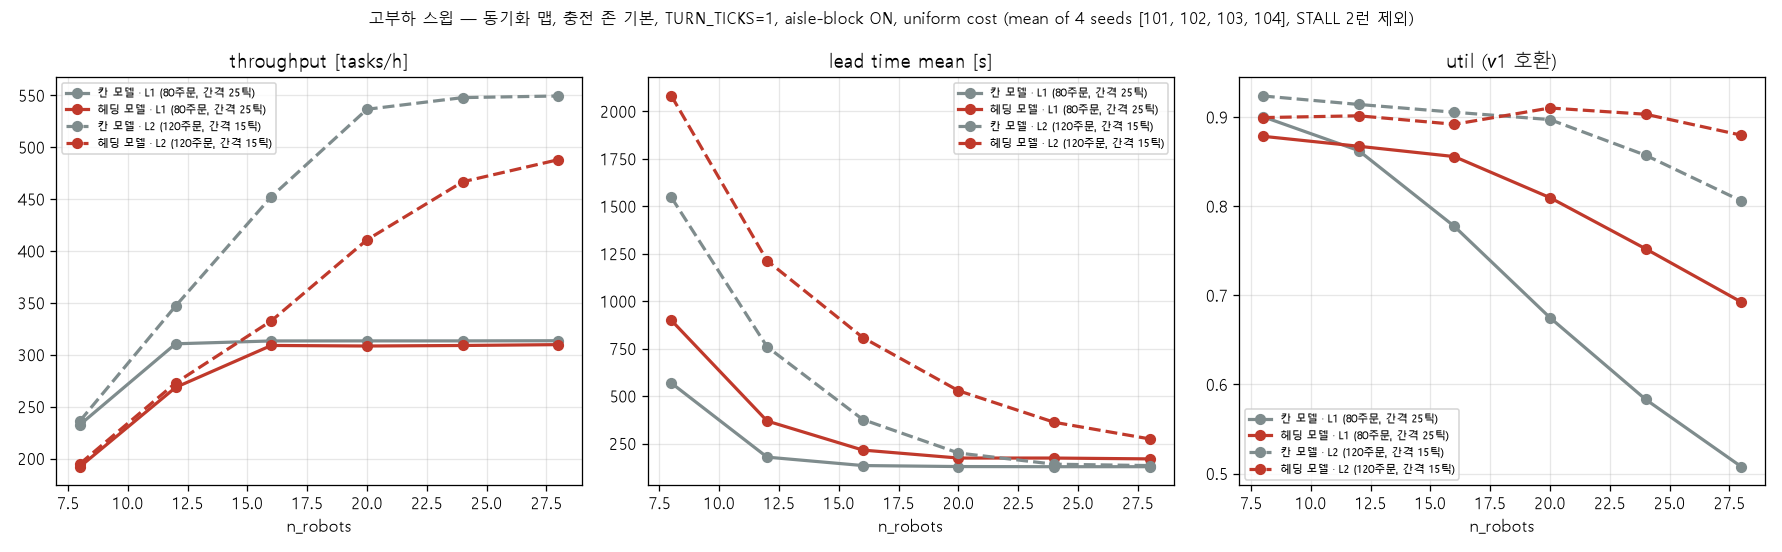 고부하 스윕 — 동기화 맵, 충전 존 기본, TURN_TICKS=1, aisle-block ON, uniform cost (mean of 4 seeds [101, 102, 103, 104], STALL 2런 제외)
throughput [tasks/h]
칸 모델 · L1 (80주문, 간격 25틱)
헤딩 모델 · L1 (80주문, 간격 25틱)
칸 모델 · L2 (120주문, 간격 15틱)
헤딩 모델 · L2 (120주문, 간격 15틱)
550
500
450
400
350
300
250
200
7.5 10.0 12.5 15.0 17.5 20.0 22.5 25.0 27.5
n_robots
lead time mean [s]
칸 모델 · L1 (80주문, 간격 25틱)
헤딩 모델 · L1 (80주문, 간격 25틱)
칸 모델 · L2 (120주문, 간격 15틱)
헤딩 모델 · L2 (120주문, 간격 15틱)
2000
1750
1500
1250
1000
750
500
250
7.5 10.0 12.5 15.0 17.5 20.0 22.5 25.0 27.5
n_robots
util (v1 호환)
0.9
0.8
0.7
0.6
0.5
칸 모델 · L1 (80주문, 간격 25틱)
헤딩 모델 · L1 (80주문, 간격 25틱)
칸 모델 · L2 (120주문, 간격 15틱)
헤딩 모델 · L2 (120주문, 간격 15틱)
7.5 10.0 12.5 15.0 17.5 20.0 22.5 25.0 27.5
n_robots